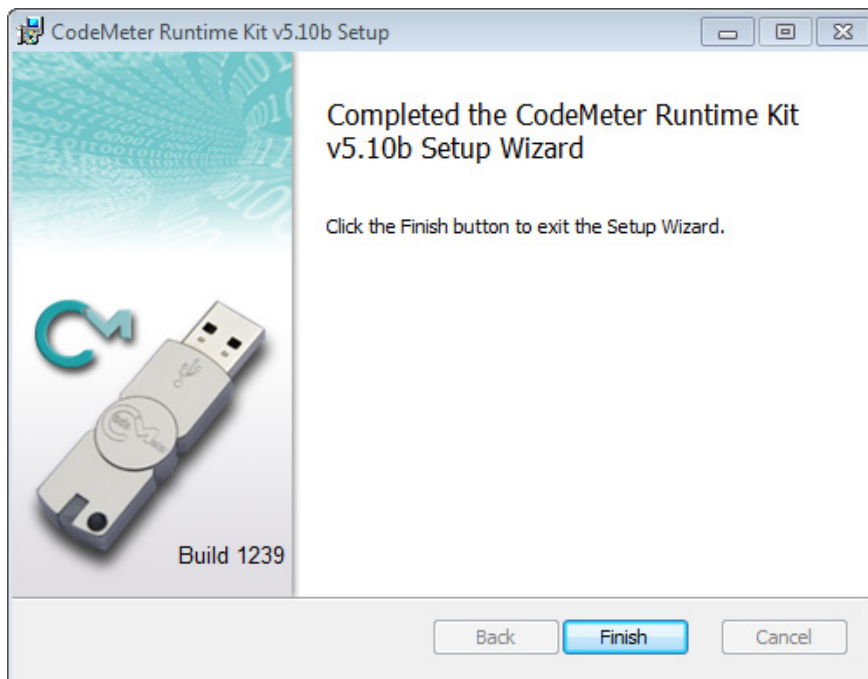 CodeMeter Runtime Kit v5.10b Setup
Completed the CodeMeter Runtime Kit
v5.10b Setup Wizard
Click the Finish button to exit the Setup Wizard.
CM
Build 1239
Back
Finish
Cancel